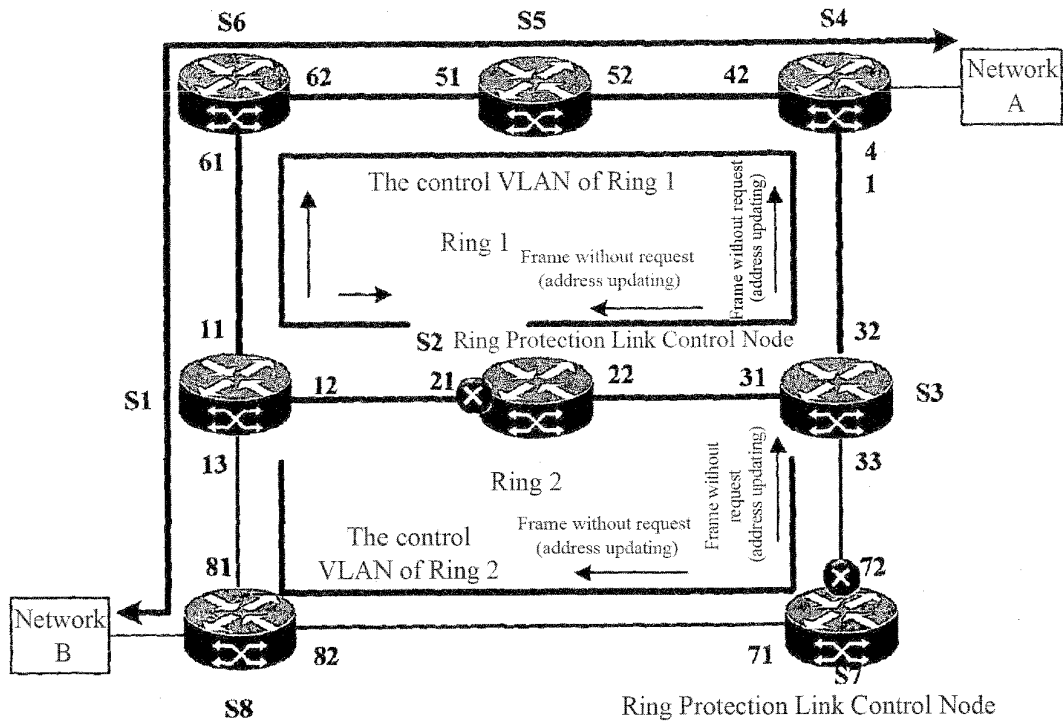 S6
S5
S4
62
51
52
42
Network
A
61
4
1
The control VLAN of Ring 1
Ring 1
Frame without request
(address updating)
Frame without request
(address updating)
11
S2
Ring Protection Link Control Node
32
S1
12
21
22
31
S3
13
33
Ring 2
Frame without
request
(address updating)
The control
VLAN of Ring 2
Frame without request
(address updating)
81
72
Network
B
82
71
S7
S8
Ring Protection Link Control Node